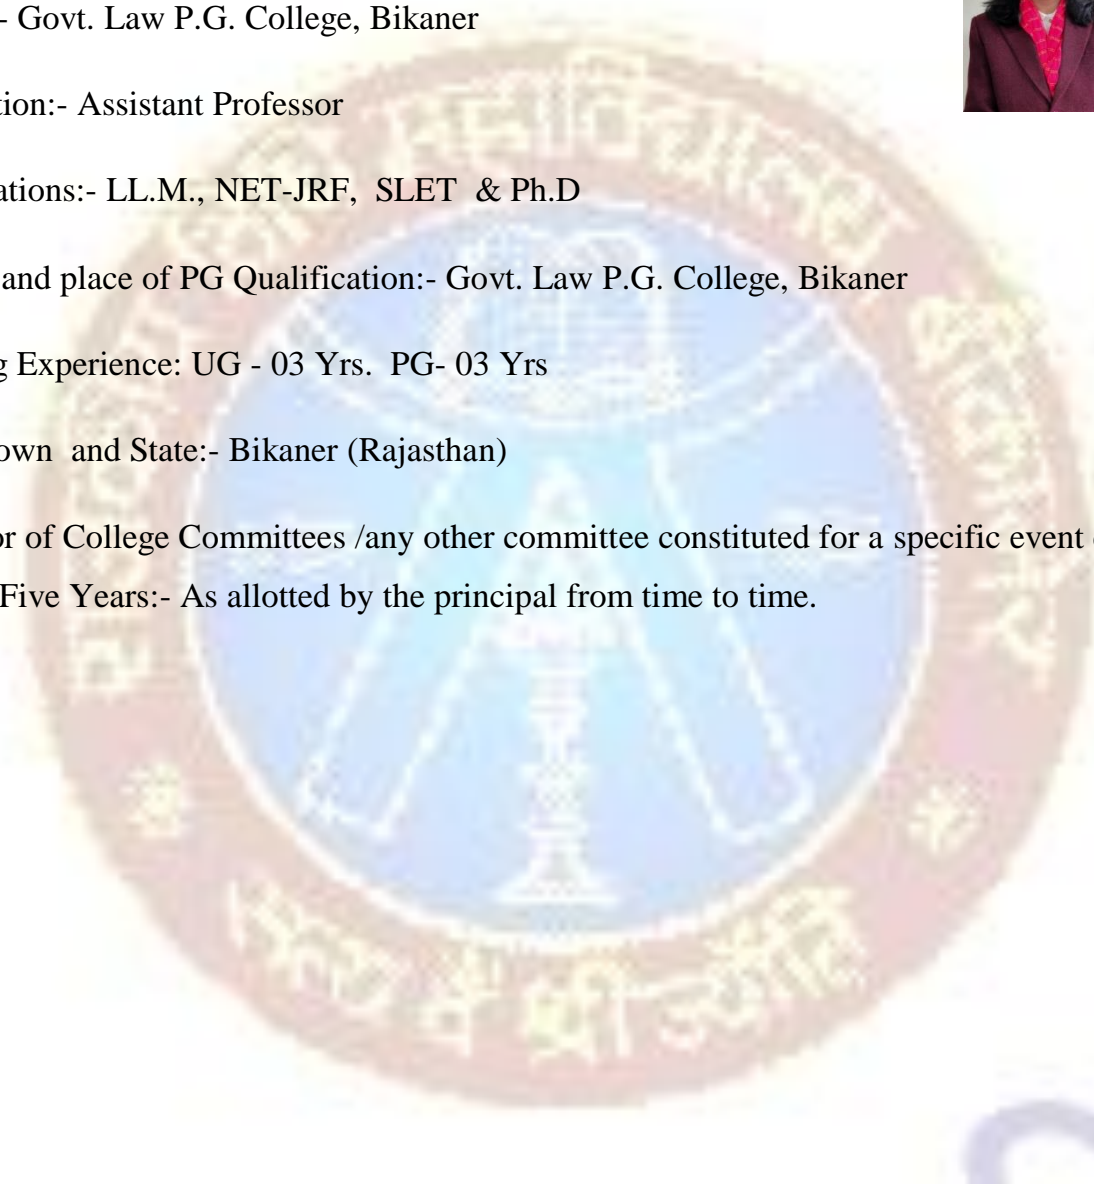 - Govt. Law P.G. College, Bikaner
tion:- Assistant Professor
ations:- LL.M., NET-JRF, SLET & Ph.D
and place of PG Qualification:- Govt. Law P.G. College, Bikaner
g Experience: UG - 03 Yrs. PG- 03 Yrs
own and State:- Bikaner (Rajasthan)
or of College Committees /any other committee constituted for a specific event
Five Years:- As allotted by the principal from time to time.
महाविद्यालय
बीकानेर